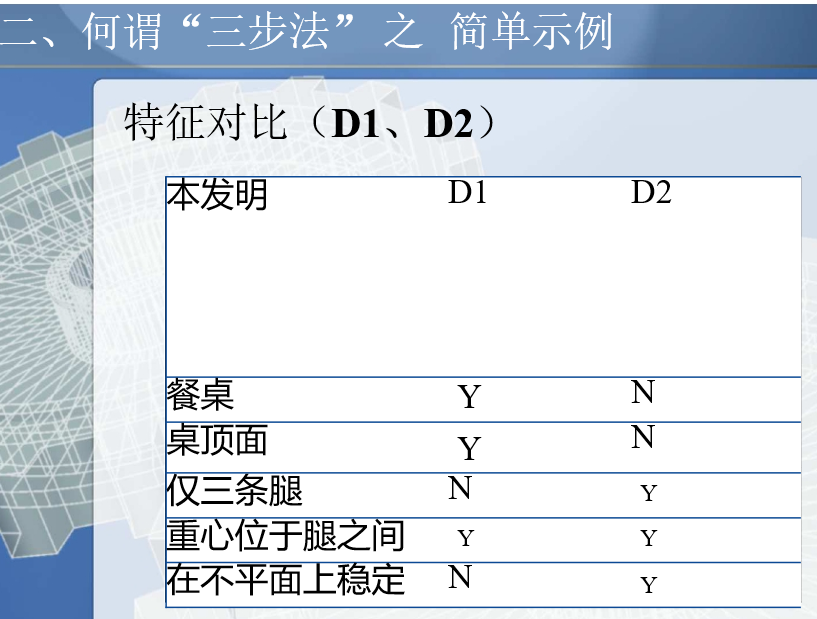 二、何谓“三步法” 之 简单示例
特征对比（D1、D2）
本发明 D1 D2
餐桌 Y N
桌顶面 Y N
仅三条腿 N Y
重心位于腿之间 Y Y
在不平面上稳定 N Y